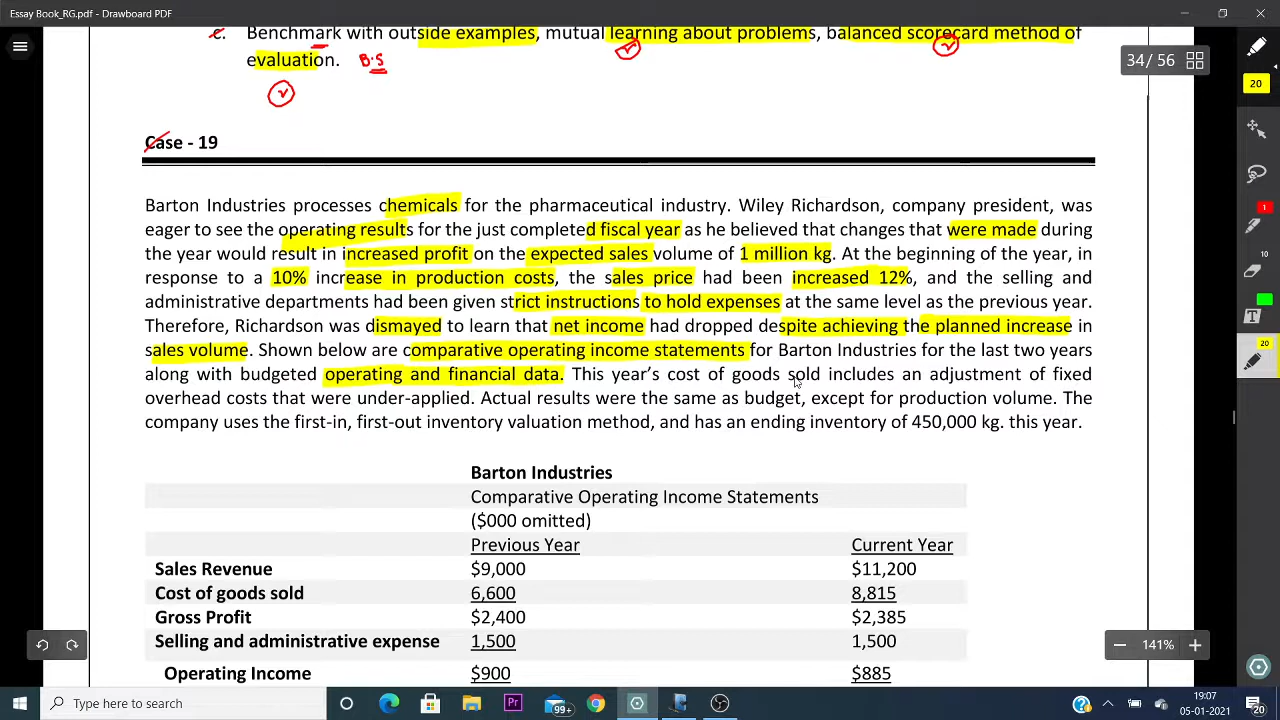 Essay Book_RG.pdf - Drawboard PDF
c. Benchmark with outside examples, mutual learning about problems, balanced scorecard method of
evaluation. B.S
34 / 56
20
Case - 19
Barton Industries processes chemicals for the pharmaceutical industry. Wiley Richardson, company president, was
eager to see the operating results for the just completed fiscal year as he believed that changes that were made during
the year would result in increased profit on the expected sales volume of 1 million kg. At the beginning of the year, in
response to a 10% increase in production costs, the sales price had been increased 12%, and the selling and
administrative departments had been given strict instructions to hold expenses at the same level as the previous year.
Therefore, Richardson was dismayed to learn that net income had dropped despite achieving the planned increase in
sales volume. Shown below are comparative operating income statements for Barton Industries for the last two years
along with budgeted operating and financial data. This year's cost of goods sold includes an adjustment of fixed
overhead costs that were under-applied. Actual results were the same as budget, except for production volume. The
company uses the first-in, first-out inventory valuation method, and has an ending inventory of 450,000 kg. this year.
1
10
T
20
Barton Industries
Comparative Operating Income Statements
($000 omitted)
Previous Year Current Year
Sales Revenue $9,000 $11,200
Cost of goods sold 6,600 8,815
Gross Profit $2,400 $2,385
Selling and administrative expense 1,500 1,500
Operating Income $900 $885
141%
Type here to search
Pr
99+
19:07
05-01-2021
20